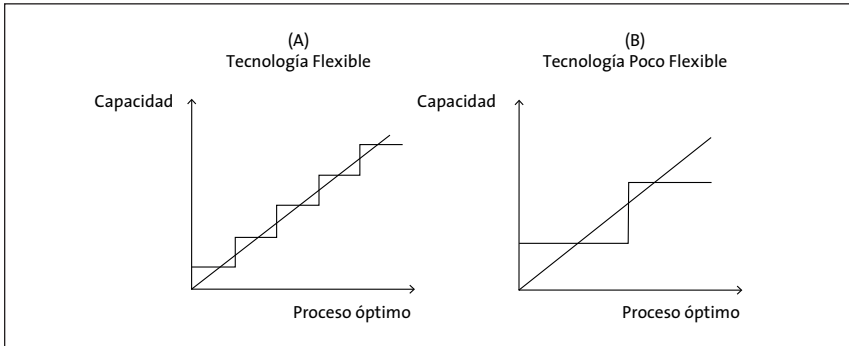 (A)
Tecnología Flexible
Capacidad
Proceso óptimo
(B)
Tecnología Poco Flexible
Capacidad
Proceso óptimo